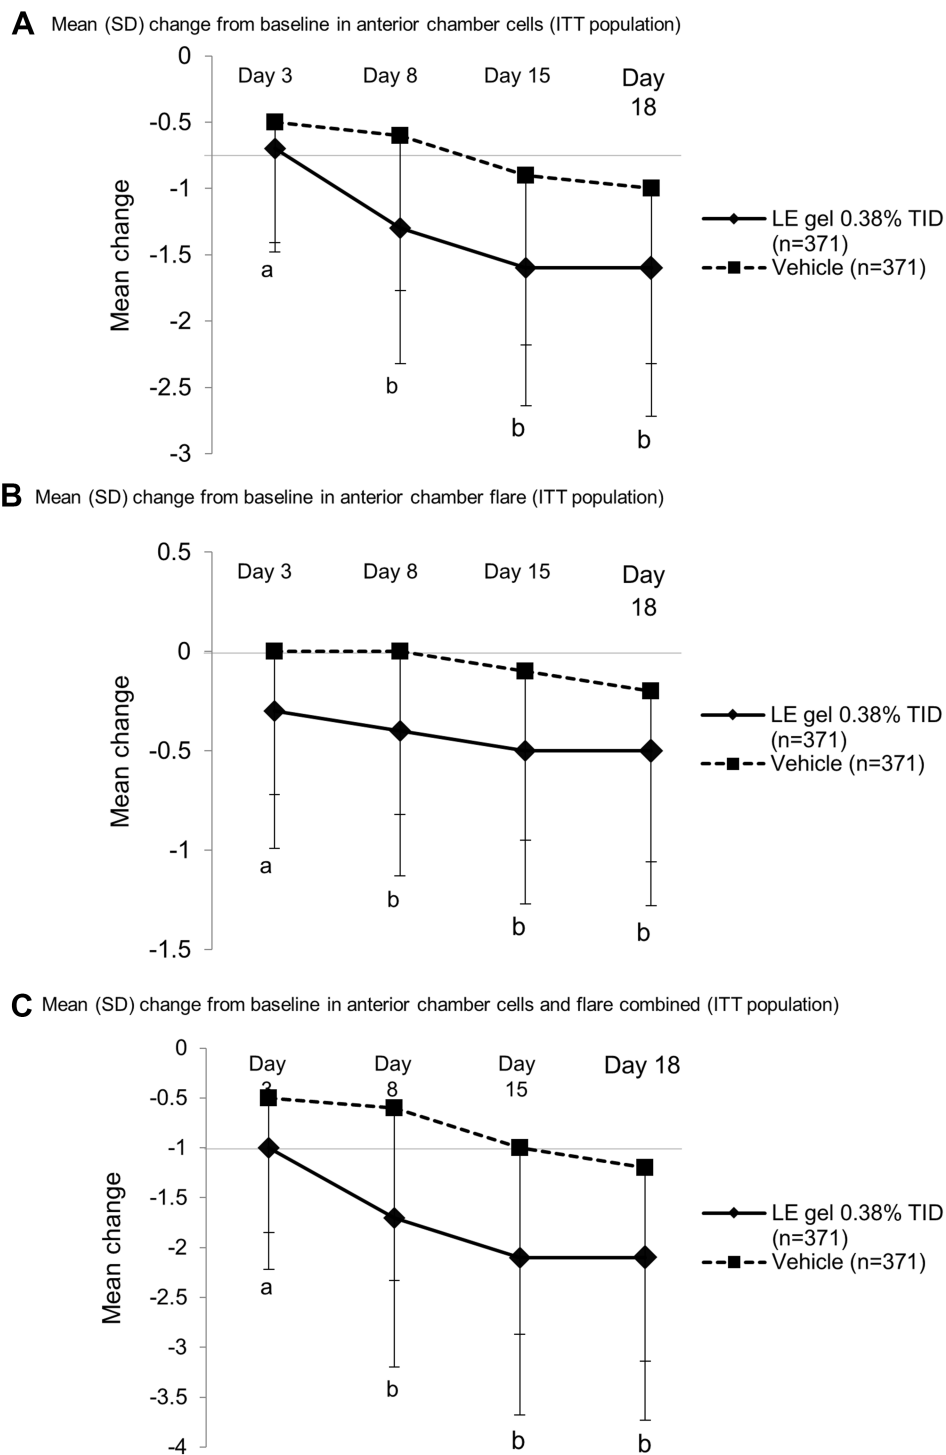 A Mean (SD) change from baseline in anterior chamber cells (ITT population)
0
-0.5
-1
-1.5
-2
-2.5
-3
Mean change
Day 3
Day 8
Day 15
Day
18
a
b
b
b
LE gel 0.38% TID
(n=371)
Vehicle (n=371)
B Mean (SD) change from baseline in anterior chamber flare (ITT population)
0.5
0
-0.5
-1
-1.5
Mean change
Day 3
Day 8
Day 15
Day
18
a
b
b
b
LE gel 0.38% TID
(n=371)
Vehicle (n=371)
C Mean (SD) change from baseline in anterior chamber cells and flare combined (ITT population)
0
-0.5
-1
-1.5
-2
-2.5
-3
-3.5
-4
Mean change
Day
3
Day
8
Day
15
Day 18
a
b
b
b
LE gel 0.38% TID
(n=371)
Vehicle (n=371)